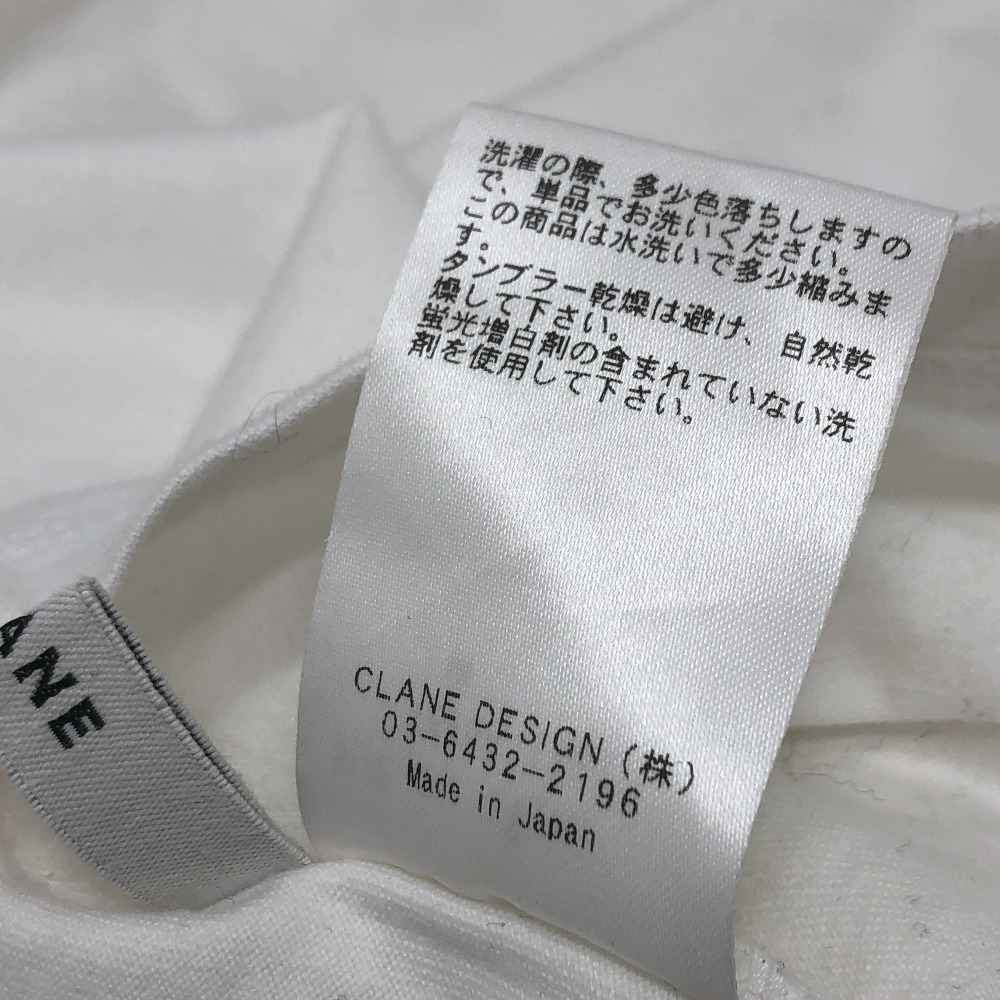 洗濯の際、多少色落ちしますの
で、単品でお洗いください。
この商品は水洗いで多少縮みま
す。
タンブラー乾燥は避け、自然乾
燥して下さい。
蛍光増白剤の含まれていない洗
剤を使用して下さい。
CLANE DESIGN (株)
03-6432-2196
Made in Japan
ANE